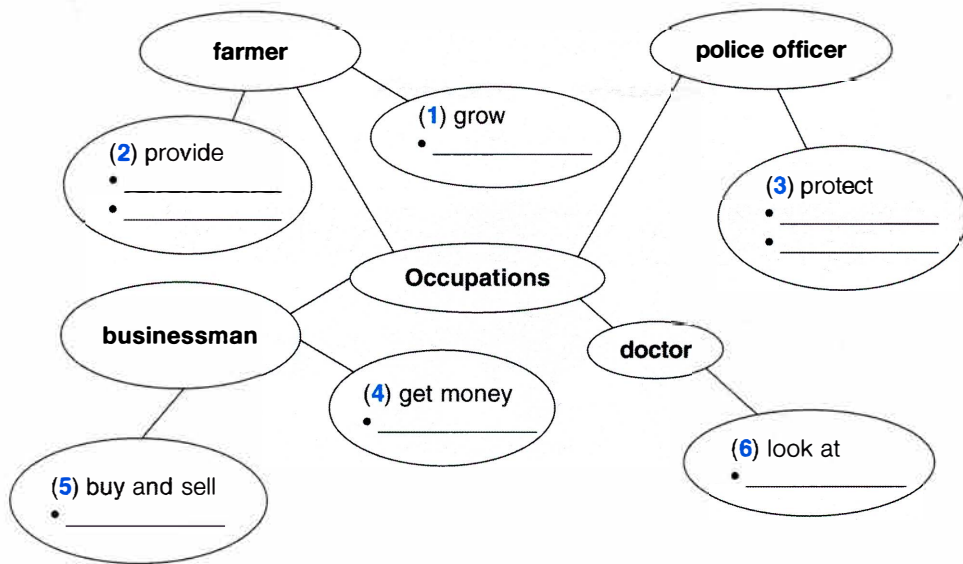 farmer
police officer
(1) grow
•
(2) provide
•
•
(3) protect
•
•
Occupations
businessman
doctor
(4) get money
•
(5) buy and sell
•
(6) look at
•